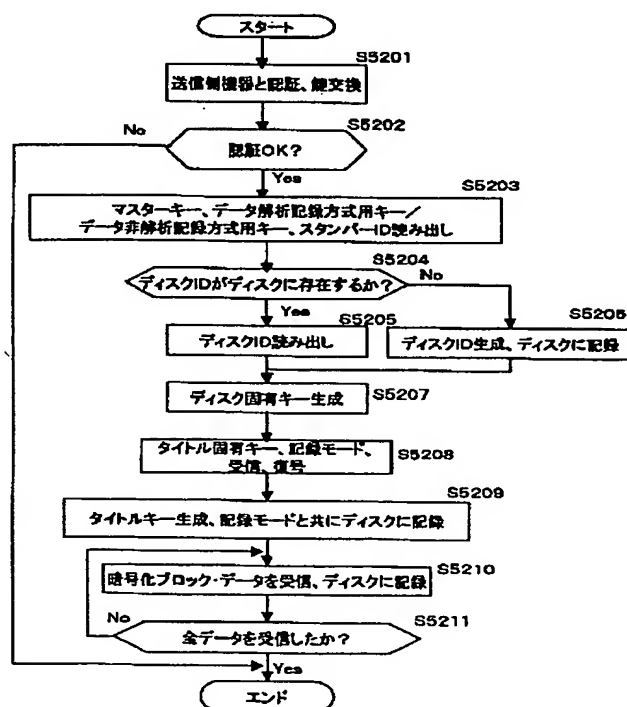 スタート
S5201
送信側機器と認証、鍵交換
S5202
No
認証OK?
Yes
S5203
マスターキー、データ解析記録方式用キー/
データ非解析記録方式用キー、スタンパーID読み出し
S5204
ディスクIDがディスクに存在するか?
No
Yes
S5205
S5206
ディスクID読み出し
ディスクID生成、ディスクに記録
ディスク固有キー生成
S5207
タイトル固有キー、記録モード、
受信、復号
S5208
S5209
タイトルキー生成、記録モードと共にディスクに記録
暗号化ブロック・データを受信、ディスクに記録
S5210
No
全データを受信したか?
S5211
Yes
エンド